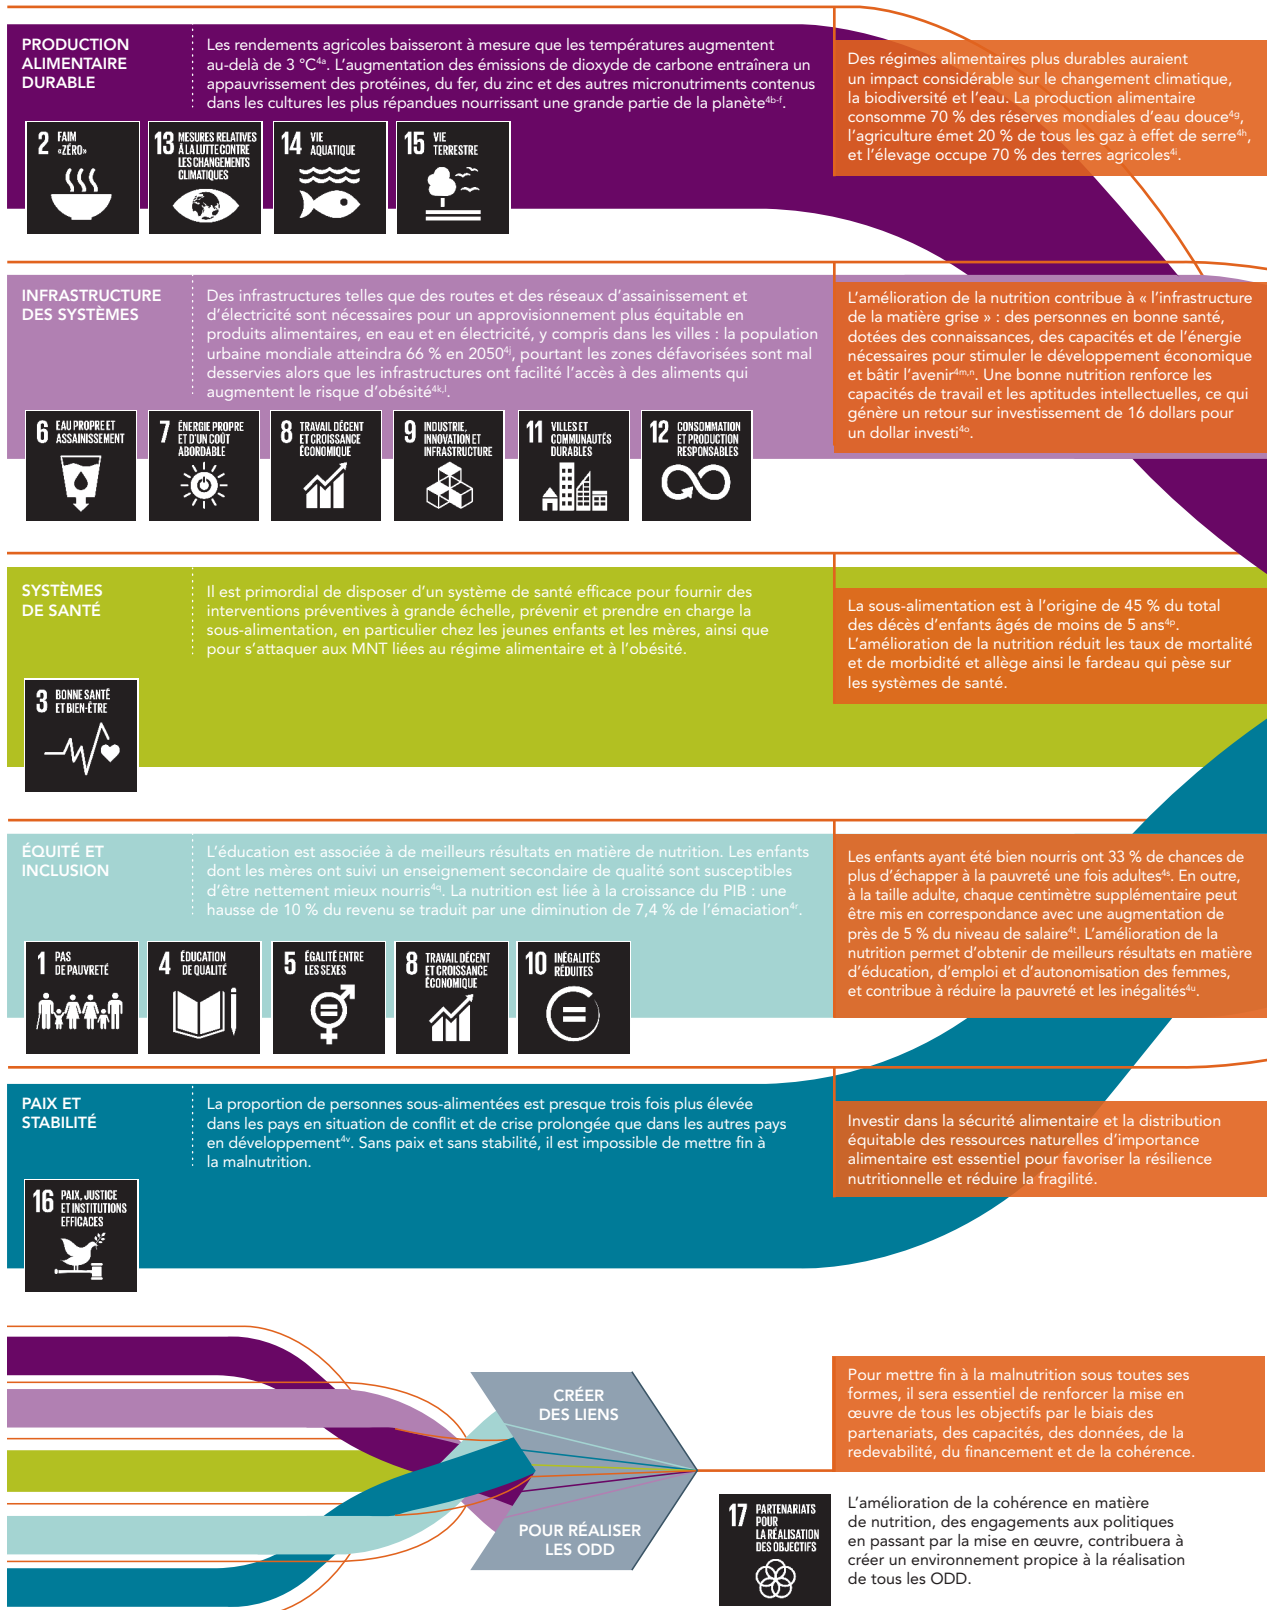 PRODUCTION
ALIMENTAIRE
DURABLE
Les rendements agricoles baisseront à mesure que les températures augmentent
au-delà de 3 °C⁴ᵃ. L’augmentation des émissions de dioxyde de carbone entraînera un
appauvrissement des protéines, du fer, du zinc et des autres micronutriments contenus
dans les cultures les plus répandues nourrissant une grande partie de la planète⁴ᵇ⁻ᶠ.
2 FAIM
«ZÉRO»
13 MESURES RELATIVES
À LA LUTTE CONTRE
LES CHANGEMENTS
CLIMATIQUES
14 VIE
AQUATIQUE
15 VIE
TERRESTRE
Des régimes alimentaires plus durables auraient
un impact considérable sur le changement climatique,
la biodiversité et l’eau. La production alimentaire
consomme 70 % des réserves mondiales d’eau douce⁴ᵍ,
l’agriculture émet 20 % de tous les gaz à effet de serre⁴ʰ,
et l’élevage occupe 70 % des terres agricoles⁴ⁱ.
INFRASTRUCTURE
DES SYSTÈMES
Des infrastructures telles que des routes et des réseaux d’assainissement et
d’électricité sont nécessaires pour un approvisionnement plus équitable en
produits alimentaires, en eau et en électricité, y compris dans les villes : la population
urbaine mondiale atteindra 66 % en 2050⁴ʲ, pourtant les zones défavorisées sont mal
desservies alors que les infrastructures ont facilité l’accès à des aliments qui
augmentent le risque d’obésité⁴ᵏ,ˡ.
6 EAU PROPRE ET
ASSAINISSEMENT
7 ÉNERGIE PROPRE
ET D'UN COÛT
ABORDABLE
8 TRAVAIL DÉCENT
ET CROISSANCE
ÉCONOMIQUE
9 INDUSTRIE,
INNOVATION ET
INFRASTRUCTURE
11 VILLES ET
COMMUNAUTÉS
DURABLES
12 CONSOMMATION
ET PRODUCTION
RESPONSABLES
L’amélioration de la nutrition contribue à « l’infrastructure
de la matière grise » : des personnes en bonne santé,
dotées des connaissances, des capacités et de l’énergie
nécessaires pour stimuler le développement économique
et bâtir l’avenir⁴ᵐ,ⁿ. Une bonne nutrition renforce les
capacités de travail et les aptitudes intellectuelles, ce qui
génère un retour sur investissement de 16 dollars pour
un dollar investi⁴ᵒ.
SYSTÈMES
DE SANTÉ
Il est primordial de disposer d’un système de santé efficace pour fournir des
interventions préventives à grande échelle, prévenir et prendre en charge la
sous-alimentation, en particulier chez les jeunes enfants et les mères, ainsi que
pour s’attaquer aux MNT liées au régime alimentaire et à l’obésité.
3 BONNE SANTÉ
ET BIEN-ÊTRE
La sous-alimentation est à l’origine de 45 % du total
des décès d’enfants âgés de moins de 5 ans⁴ᵖ.
L’amélioration de la nutrition réduit les taux de mortalité
et de morbidité et allège ainsi le fardeau qui pèse sur
les systèmes de santé.
ÉQUITÉ ET
INCLUSION
L’éducation est associée à de meilleurs résultats en matière de nutrition. Les enfants
dont les mères ont suivi un enseignement secondaire de qualité sont susceptibles
d’être nettement mieux nourris⁴q. La nutrition est liée à la croissance du PIB : une
hausse de 10 % du revenu se traduit par une diminution de 7,4 % de l’émaciation⁴ʳ.
1 PAS
DE PAUVRETÉ
4 ÉDUCATION
DE QUALITÉ
5 ÉGALITÉ ENTRE
LES SEXES
8 TRAVAIL DÉCENT
ET CROISSANCE
ÉCONOMIQUE
10 INÉGALITÉS
RÉDUITES
Les enfants ayant été bien nourris ont 33 % de chances de
plus d’échapper à la pauvreté une fois adultes⁴ˢ. En outre,
à la taille adulte, chaque centimètre supplémentaire peut
être mis en correspondance avec une augmentation de
près de 5 % du niveau de salaire⁴ᵗ. L’amélioration de la
nutrition permet d’obtenir de meilleurs résultats en matière
d’éducation, d’emploi et d’autonomisation des femmes,
et contribue à réduire la pauvreté et les inégalités⁴ᵘ.
PAIX ET
STABILITÉ
La proportion de personnes sous-alimentées est presque trois fois plus élevée
dans les pays en situation de conflit et de crise prolongée que dans les autres pays
en développement⁴ᵛ. Sans paix et sans stabilité, il est impossible de mettre fin à
la malnutrition.
16 PAIX, JUSTICE
ET INSTITUTIONS
EFFICACES
Investir dans la sécurité alimentaire et la distribution
équitable des ressources naturelles d’importance
alimentaire est essentiel pour favoriser la résilience
nutritionnelle et réduire la fragilité.
CRÉER
DES LIENS
POUR RÉALISER
LES ODD
Pour mettre fin à la malnutrition sous toutes ses
formes, il sera essentiel de renforcer la mise en
œuvre de tous les objectifs par le biais des
partenariats, des capacités, des données, de la
redevabilité, du financement et de la cohérence.
17 PARTENARIATS
POUR
LA RÉALISATION
DES OBJECTIFS
L’amélioration de la cohérence en matière
de nutrition, des engagements aux politiques
en passant par la mise en œuvre, contribuera à
créer un environnement propice à la réalisation
de tous les ODD.